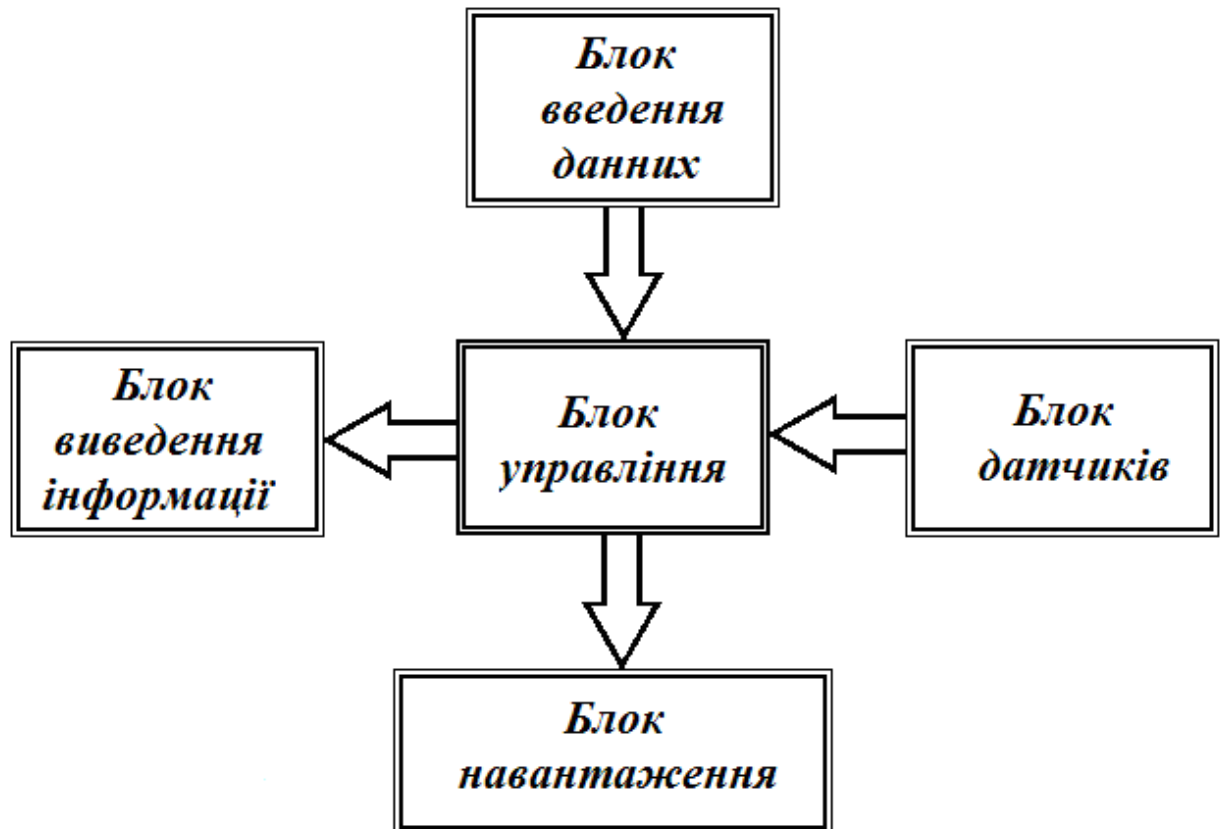 Блок
введення
данних
Блок
виведення
інформації
Блок
управління
Блок
датчиків
Блок
навантаження